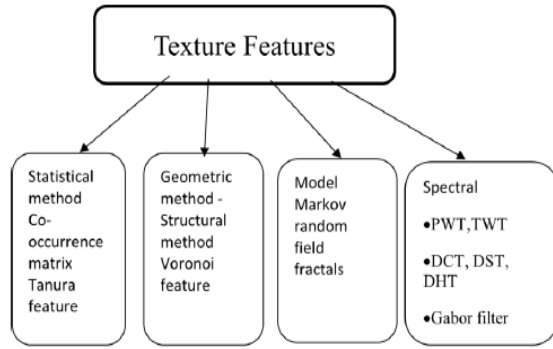 Texture Features
Statistical
method
Co-
occurrence
matrix
Tanura
feature
Geometric
method -
Structural
method
Voronoi
feature
Model
Markov
random
field
fractals
Spectral
•PWT,TWT
•DCT, DST,
DHT
•Gabor filter